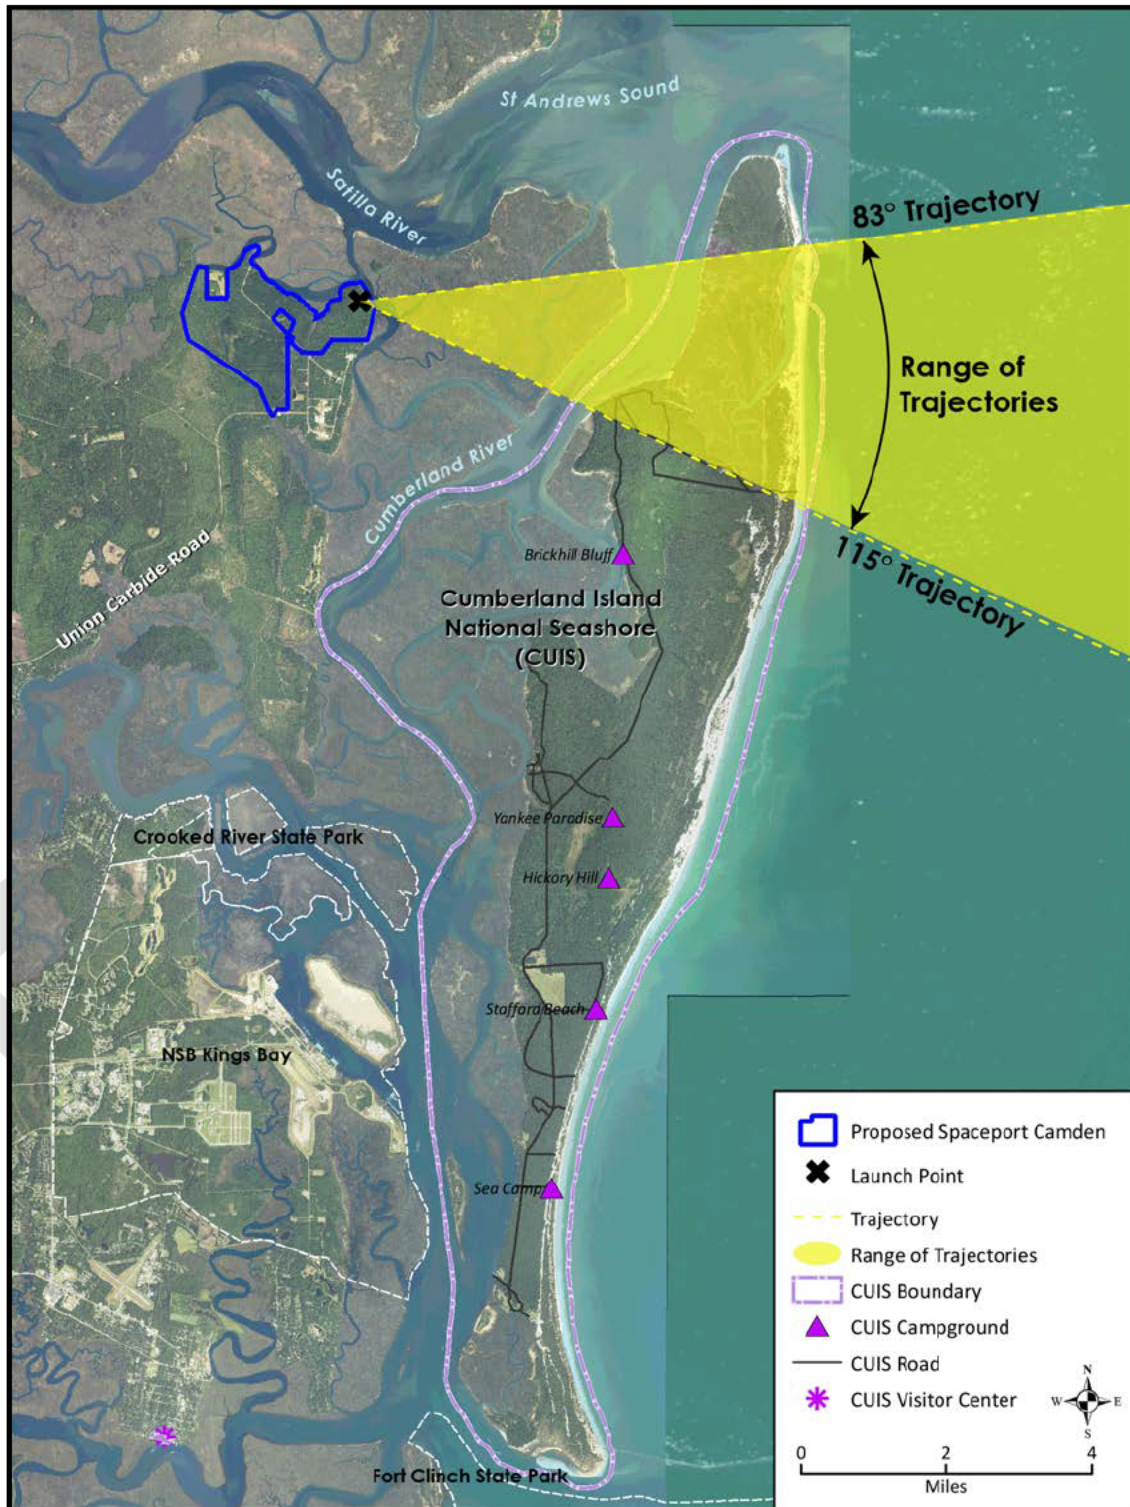 St Andrews Sound
Satilla River
83° Trajectory
Range of
Trajectories
Cumberland River
115° Trajectory
Union Carbide Road
Brickhill Bluff
Cumberland Island
National Seashore
(CUIS)
Yankee Paradise
Crooked River State Park
Hickory Hill
Stafford Beach
NSB Kings Bay
Sea Camp
Fort Clinch State Park
Proposed Spaceport Camden
Launch Point
Trajectory
Range of Trajectories
CUIS Boundary
CUIS Campground
CUIS Road
CUIS Visitor Center
N
W E
S
0 2 4
Miles